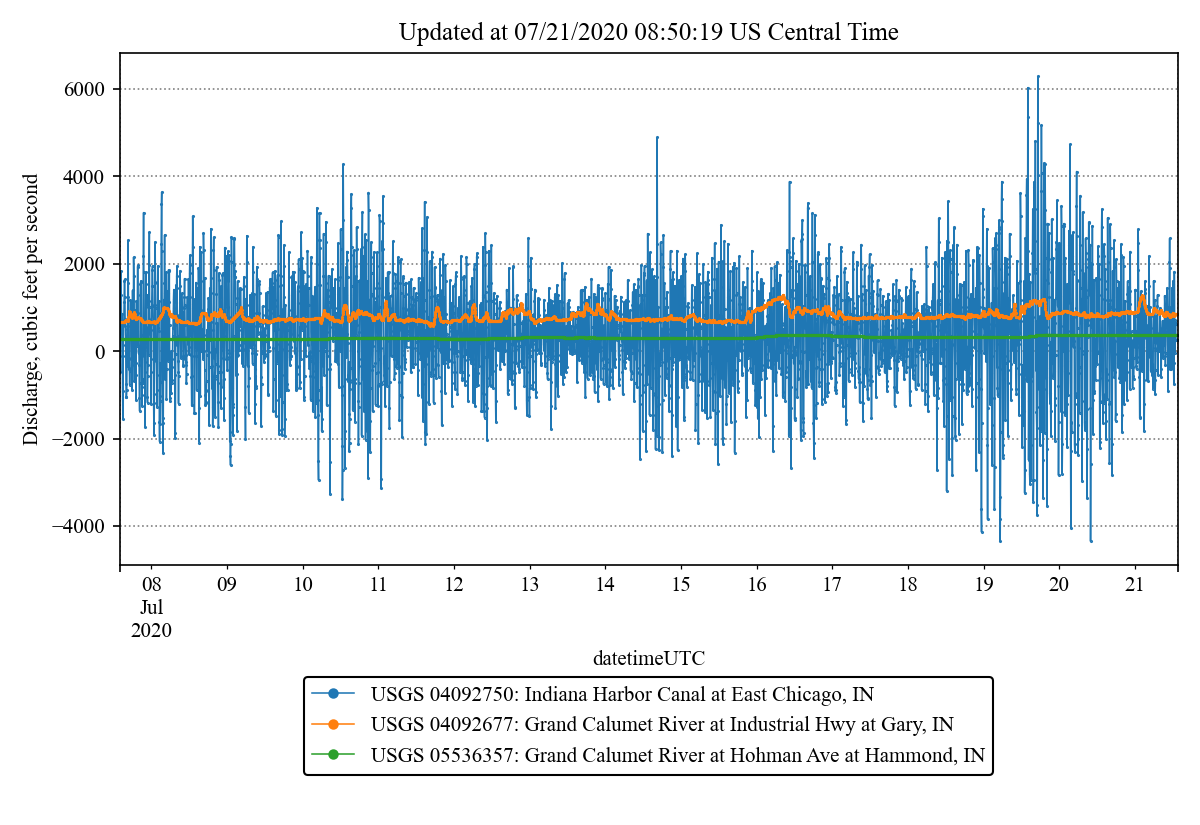 Updated at 07/21/2020 08:50:19 US Central Time
Discharge, cubic feet per second
6000
4000
2000
0
−2000
−4000
08 09 10 11 12 13 14 15 16 17 18 19 20 21
Jul
2020
datetimeUTC
USGS 04092750: Indiana Harbor Canal at East Chicago, IN
USGS 04092677: Grand Calumet River at Industrial Hwy at Gary, IN
USGS 05536357: Grand Calumet River at Hohman Ave at Hammond, IN